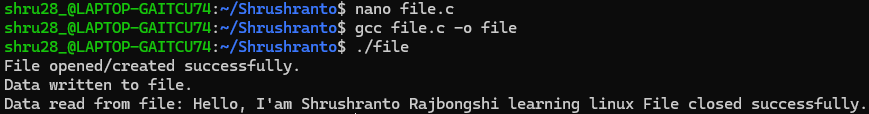 shru28_@LAPTOP-GAITCU74:~/Shrushranto$ nano file.c
shru28_@LAPTOP-GAITCU74:~/Shrushranto$ gcc file.c -o file
shru28_@LAPTOP-GAITCU74:~/Shrushranto$ ./file
File opened/created successfully.
Data written to file.
Data read from file: Hello, I'am Shrushranto Rajbongshi learning linux File closed successfully.